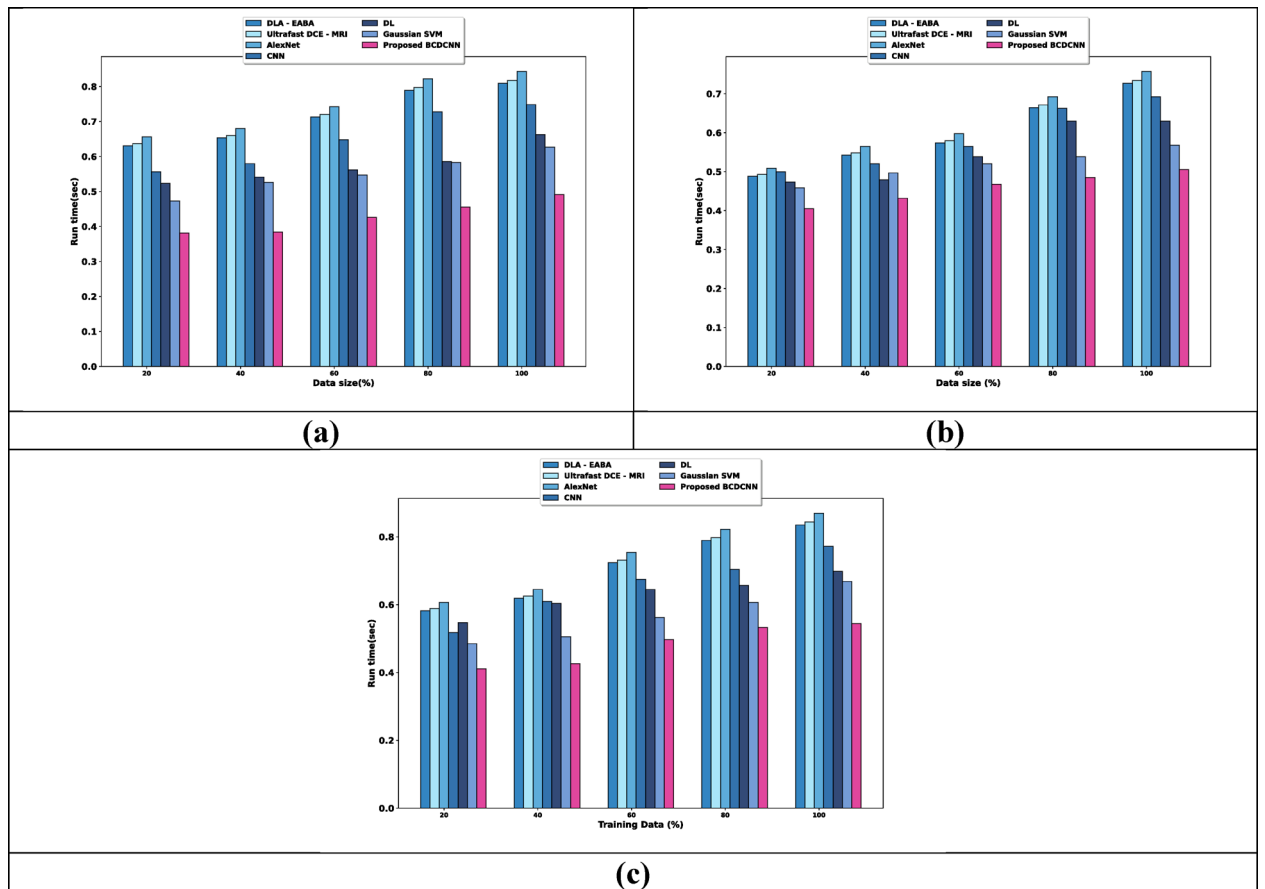 DLA - EABA
Ultrafast DCE - MRI
AlexNet
CNN
DL
Gaussian SVM
Proposed BCDCNN
Run time(sec)
0.8
0.7
0.6
0.5
0.4
0.3
0.2
0.1
0.0
20 40 60 80 100
Data size(%)
(a)
DLA - EABA
Ultrafast DCE - MRI
AlexNet
CNN
DL
Gaussian SVM
Proposed BCDCNN
Run time(sec)
0.7
0.6
0.5
0.4
0.3
0.2
0.1
0.0
20 40 60 80 100
Data size (%)
(b)
DLA - EABA
Ultrafast DCE - MRI
AlexNet
CNN
DL
Gaussian SVM
Proposed BCDCNN
Run time(sec)
0.8
0.6
0.4
0.2
0.0
20 40 60 80 100
Training Data (%)
(c)